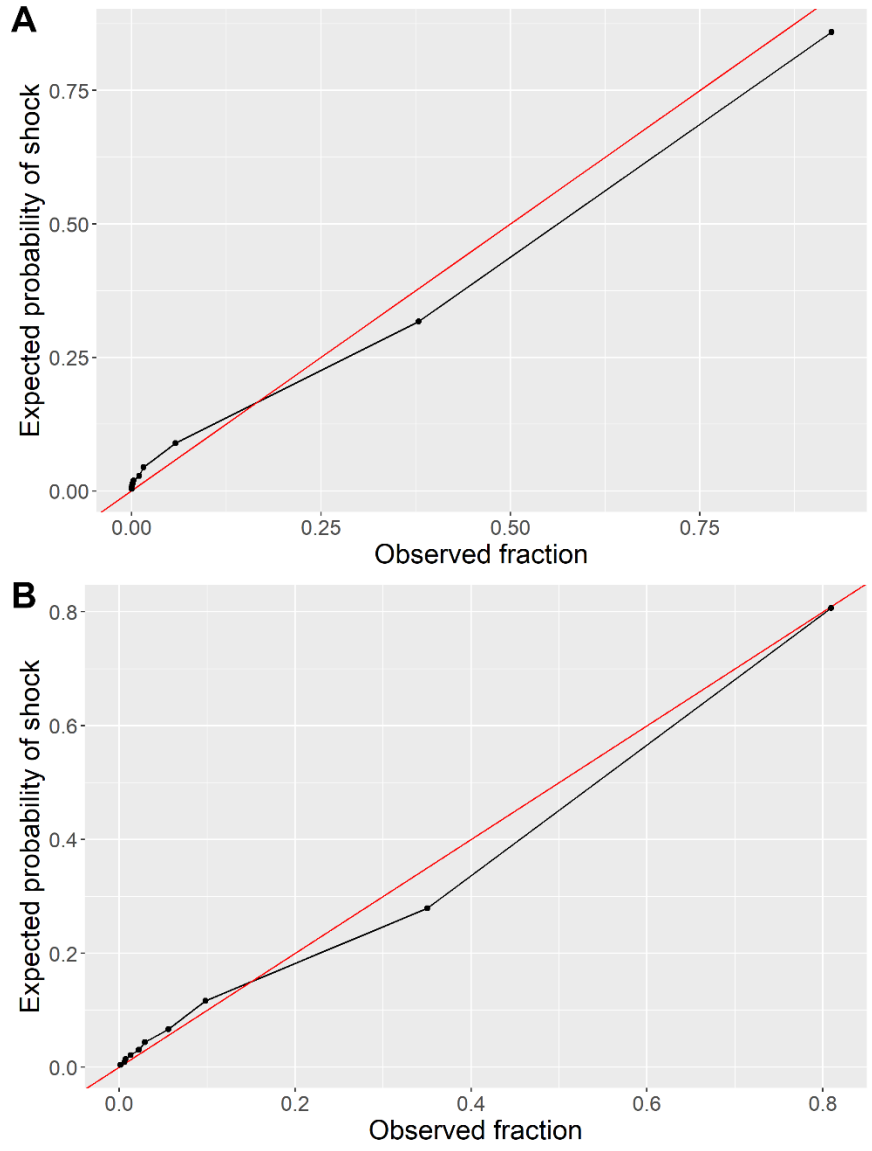 A
Expected probability of shock
0.75
0.50
0.25
0.00
0.00 0.25 0.50 0.75
Observed fraction
B
Expected probability of shock
0.8
0.6
0.4
0.2
0.0
0.0 0.2 0.4 0.6 0.8
Observed fraction